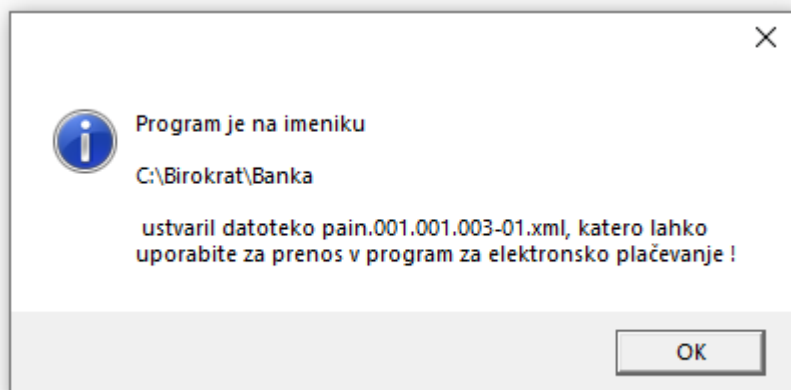 Program je na imeniku
C:\Birokrat\Banka
ustvaril datoteko pain.001.001.003-01.xml, katero lahko
uporabite za prenos v program za elektronsko plačevanje !
OK